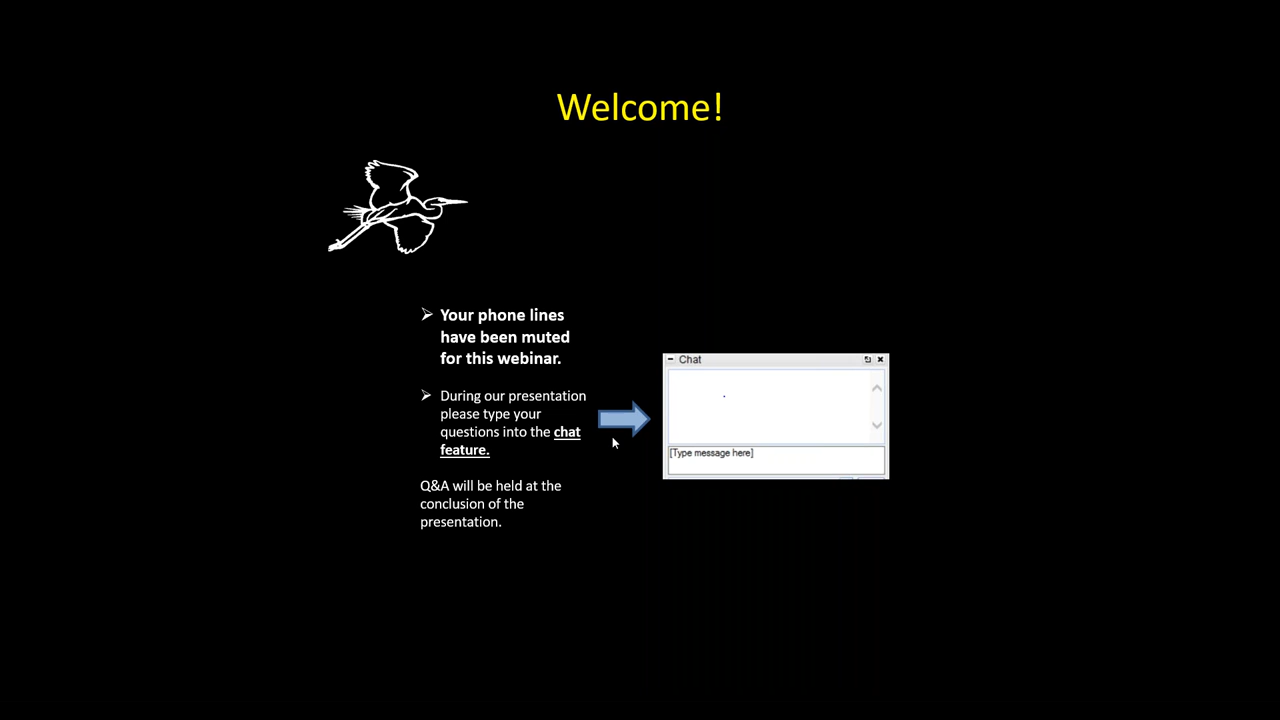 Welcome!
Your phone lines
have been muted
for this webinar.
During our presentation
please type your
questions into the chat
feature.
Q&A will be held at the
conclusion of the
presentation.
Chat
[Type message here]